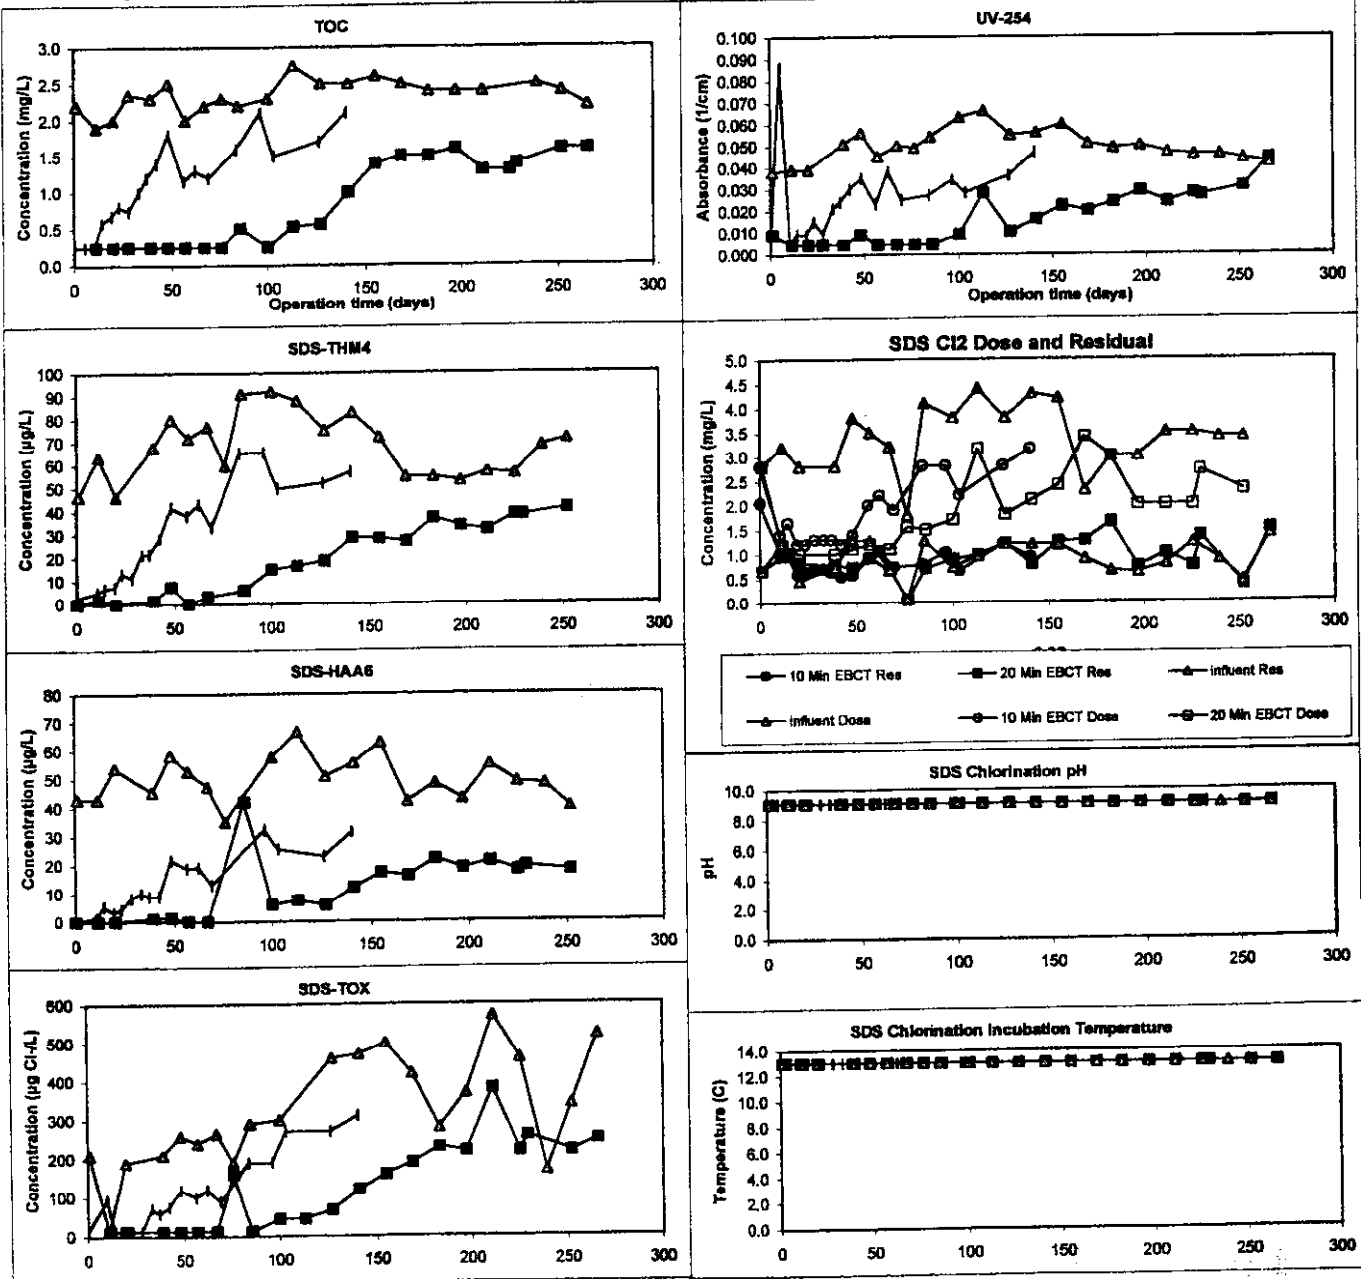 TOC
Concentration (mg/L)
3.0
2.5
2.0
1.5
1.0
0.5
0.0
0 50 100 150 200 250 300
Operation time (days)
UV-254
Absorbance (1/cm)
0.100
0.090
0.080
0.070
0.060
0.050
0.040
0.030
0.020
0.010
0.000
0 50 100 150 200 250 300
Operation time (days)
SDS-THM4
Concentration (µg/L)
100
90
80
70
60
50
40
30
20
10
0
0 50 100 150 200 250 300
SDS Cl2 Dose and Residual
Concentration (mg/L)
5.0
4.5
4.0
3.5
3.0
2.5
2.0
1.5
1.0
0.5
0.0
0 50 100 150 200 250 300
10 Min EBCT Res 20 Min EBCT Res influent Res
influent Dose 10 Min EBCT Dose 20 Min EBCT Dose
SDS-HAA6
Concentration (µg/L)
80
70
60
50
40
30
20
10
0
0 50 100 150 200 250 300
SDS Chlorination pH
pH
10.0
8.0
6.0
4.0
2.0
0.0
0 50 100 150 200 250 300
SDS-TOX
Concentration (µg Cl-/L)
600
500
400
300
200
100
0
0 50 100 150 200 250 300
SDS Chlorination Incubation Temperature
Temperature (C)
14.0
12.0
10.0
8.0
6.0
4.0
2.0
0.0
0 50 100 150 200 250 300